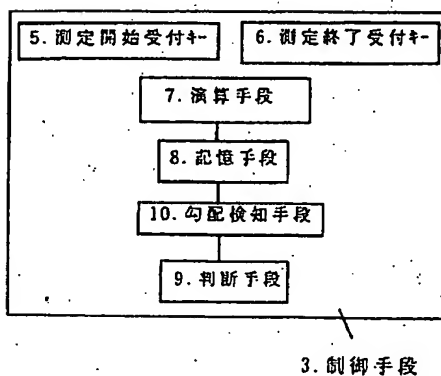 5. 測定開始受付キー
6. 測定終了受付キー
7. 演算手段
8. 記憶手段
10. 勾配検知手段
9. 判断手段
3. 制御手段